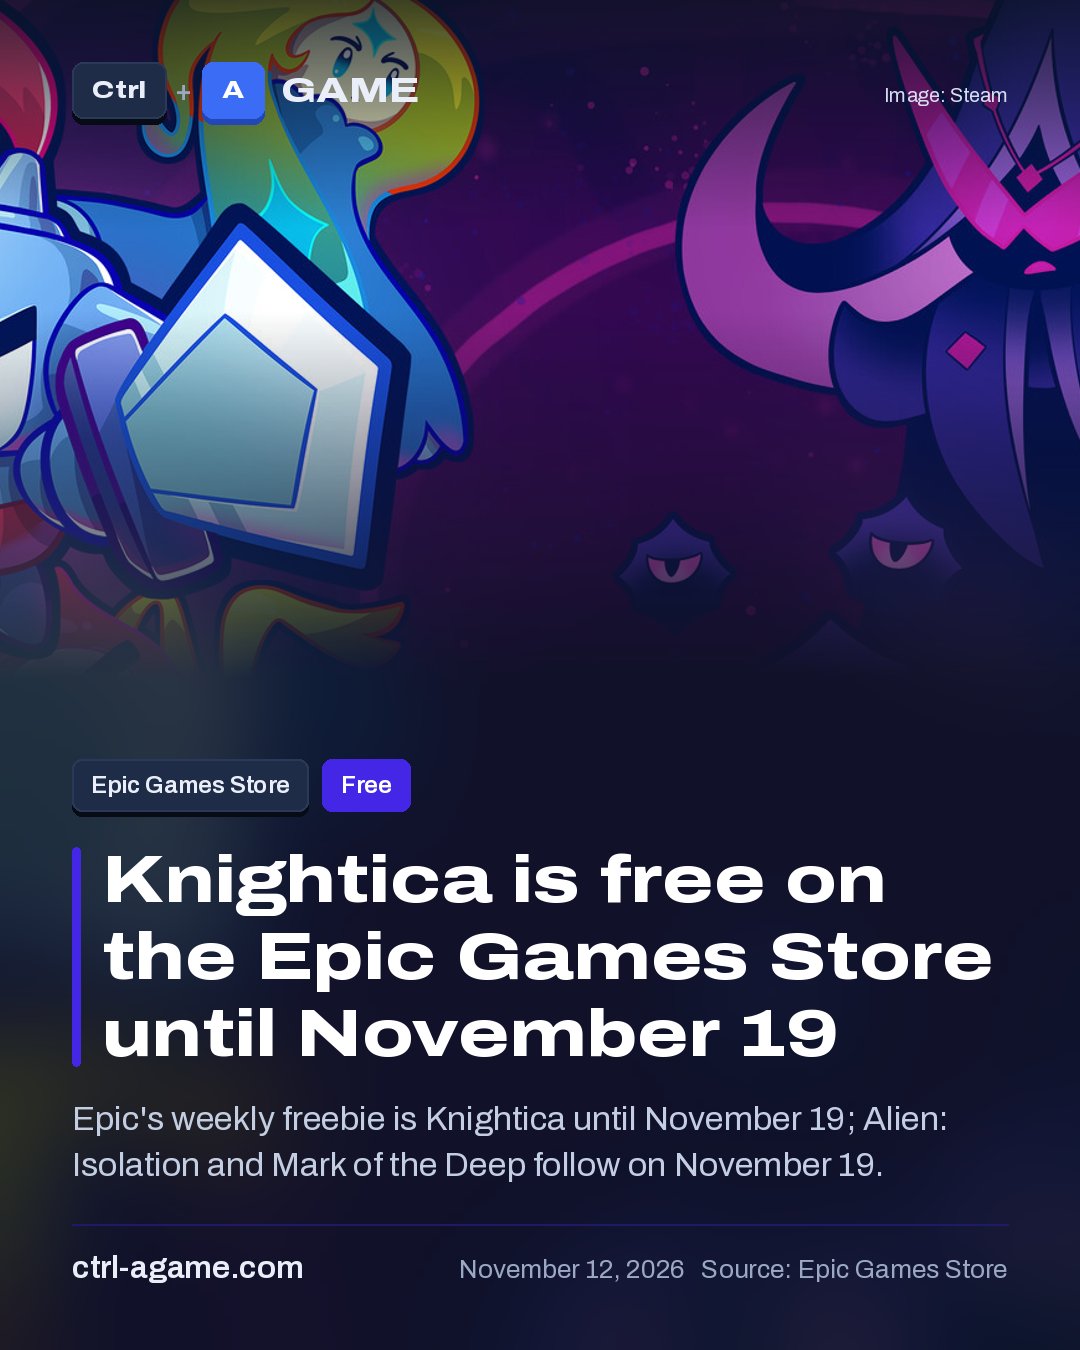 Ctrl + A GAME
Image: Steam
Epic Games Store
Free
Knightica is free on
the Epic Games Store
until November 19
Epic's weekly freebie is Knightica until November 19; Alien:
Isolation and Mark of the Deep follow on November 19.
ctrl-agame.com
November 12, 2026 Source: Epic Games Store